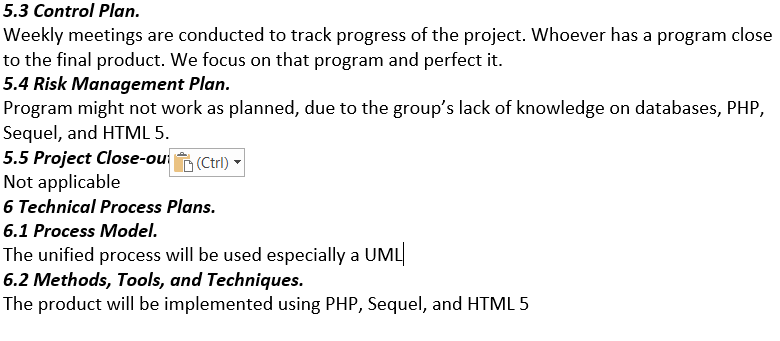 5.3 Control Plan.
Weekly meetings are conducted to track progress of the project. Whoever has a program close
to the final product. We focus on that program and perfect it.
5.4 Risk Management Plan.
Program might not work as planned, due to the group's lack of knowledge on databases, PHP,
Sequel, and HTML 5.
5.5 Project Close-ou (Ctrl)
Not applicable
6 Technical Process Plans.
6.1 Process Model.
The unified process will be used especially a UML
6.2 Methods, Tools, and Techniques.
The product will be implemented using PHP, Sequel, and HTML 5